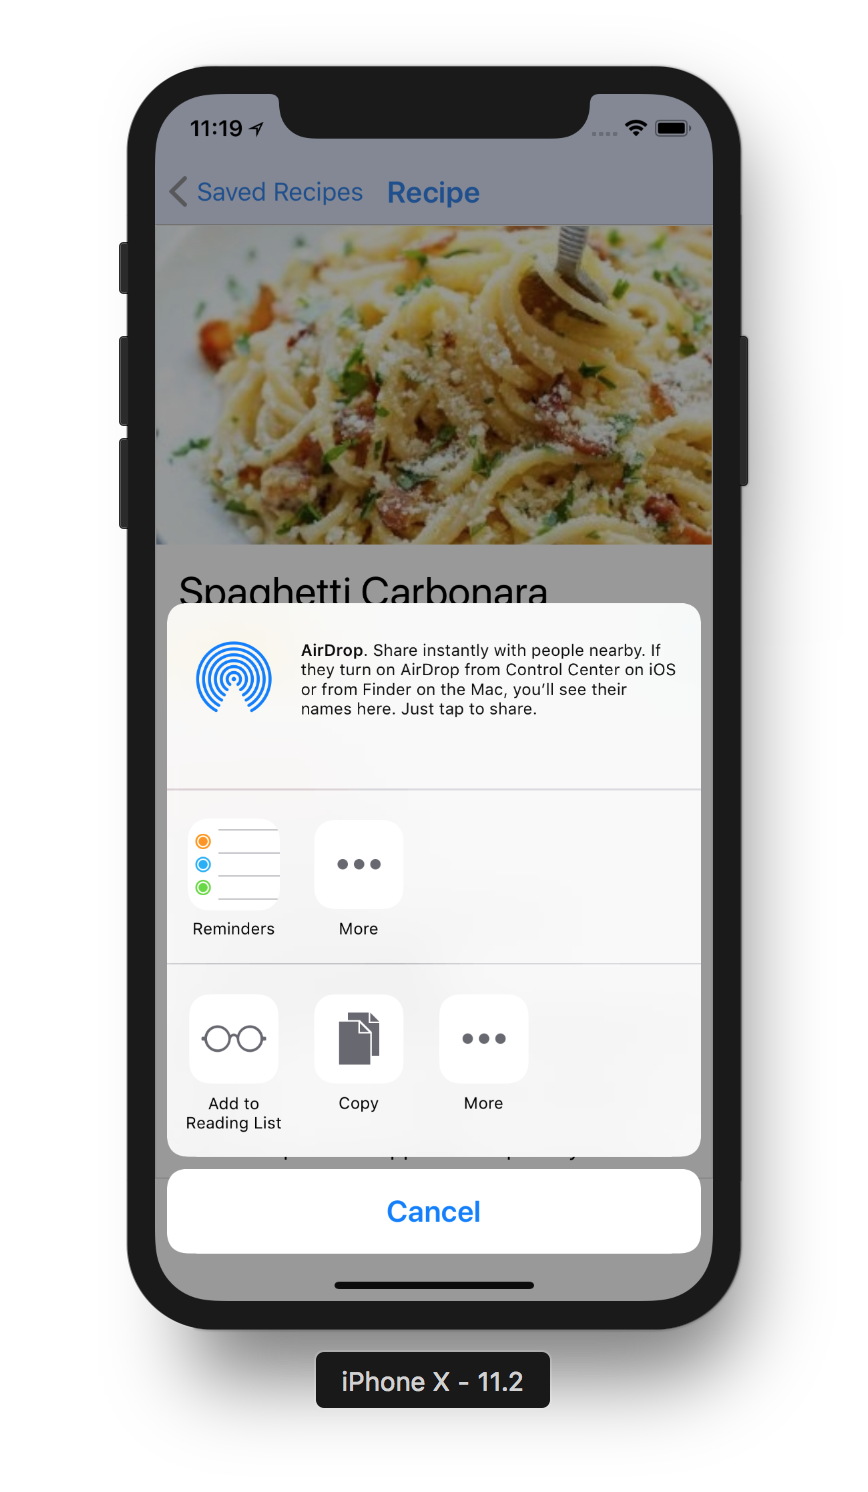 11:19
Saved Recipes Recipe
Spaghetti Carbonara
AirDrop. Share instantly with people nearby. If
they turn on AirDrop from Control Center on iOS
or from Finder on the Mac, you’ll see their
names here. Just tap to share.
Reminders More
Add to Copy More
Reading List
Cancel
iPhone X - 11.2